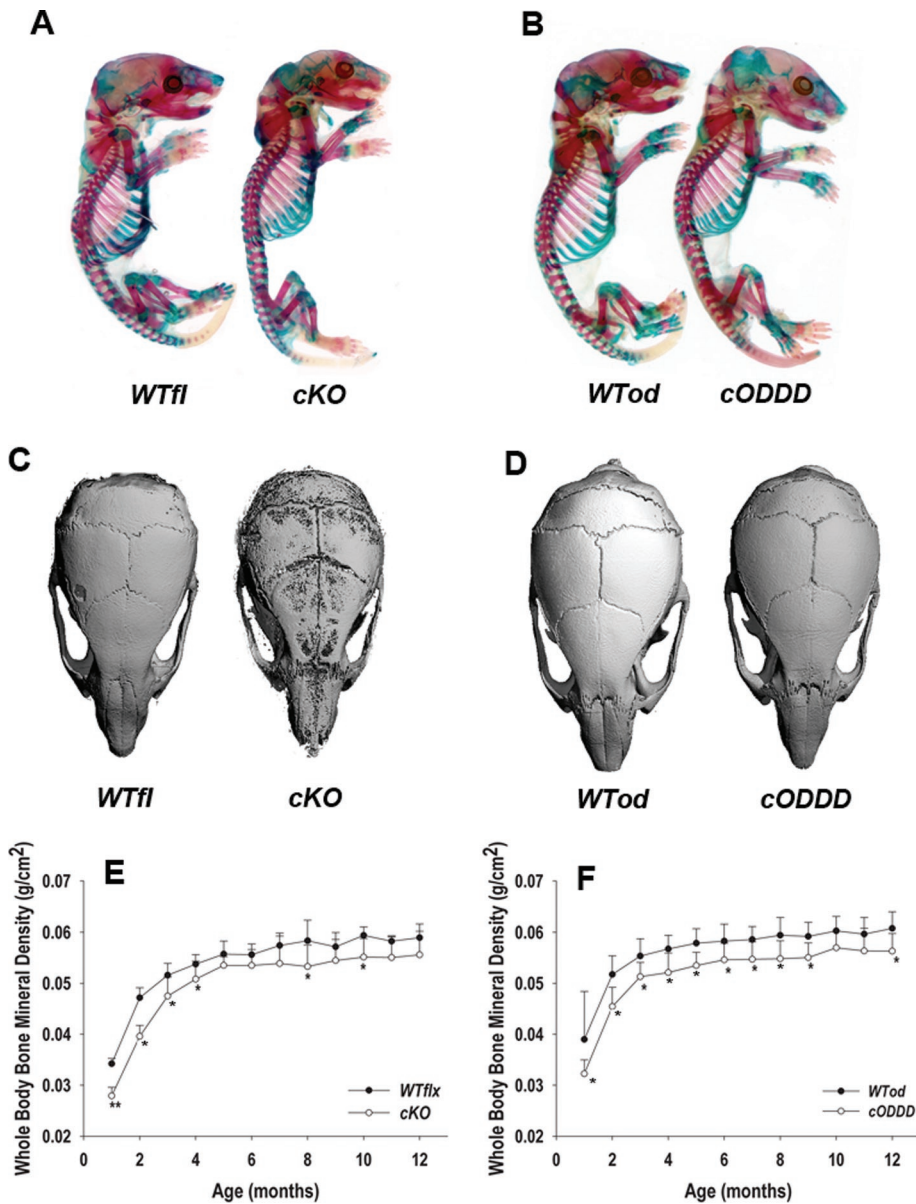 A
B
WTfl
cKO
WTod
cODDD
C
D
WTfl
cKO
WTod
cODDD
Whole Body Bone Mineral Density (g/cm²)
0.07
0.06
0.05
0.04
0.03
0.02
E
**
*
*
*
*
*
WTflx
cKO
0 2 4 6 8 10 12
Age (months)
Whole Body Bone Mineral Density (g/cm²)
0.07
0.06
0.05
0.04
0.03
0.02
F
*
*
*
*
*
*
*
*
*
*
WTod
cODDD
0 2 4 6 8 10 12
Age (months)